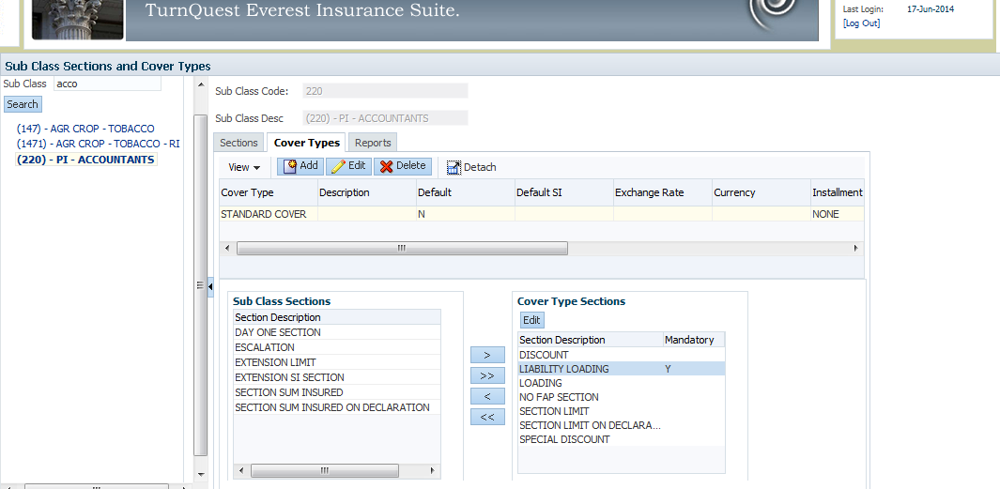 TurnQuest Everest Insurance Suite.
Last Login: 17-Jun-2014
[Log Out]
Sub Class Sections and Cover Types
Sub Class acco
Search
(147) - AGR CROP - TOBACCO
(1471) - AGR CROP - TOBACCO - RI
(220) - PI - ACCOUNTANTS
Sub Class Code: 220
Sub Class Desc (220) - PI - ACCOUNTANTS
Sections Cover Types Reports
View Add Edit Delete Detach
Cover Type Description Default Default SI Exchange Rate Currency Installment
STANDARD COVER N NONE
Sub Class Sections
Section Description
DAY ONE SECTION
ESCALATION
EXTENSION LIMIT
EXTENSION SI SECTION
SECTION SUM INSURED
SECTION SUM INSURED ON DECLARATION
>
>>
<
<<
Cover Type Sections
Edit
Section Description Mandatory
DISCOUNT
LIABILITY LOADING Y
LOADING
NO FAP SECTION
SECTION LIMIT
SECTION LIMIT ON DECLARA...
SPECIAL DISCOUNT